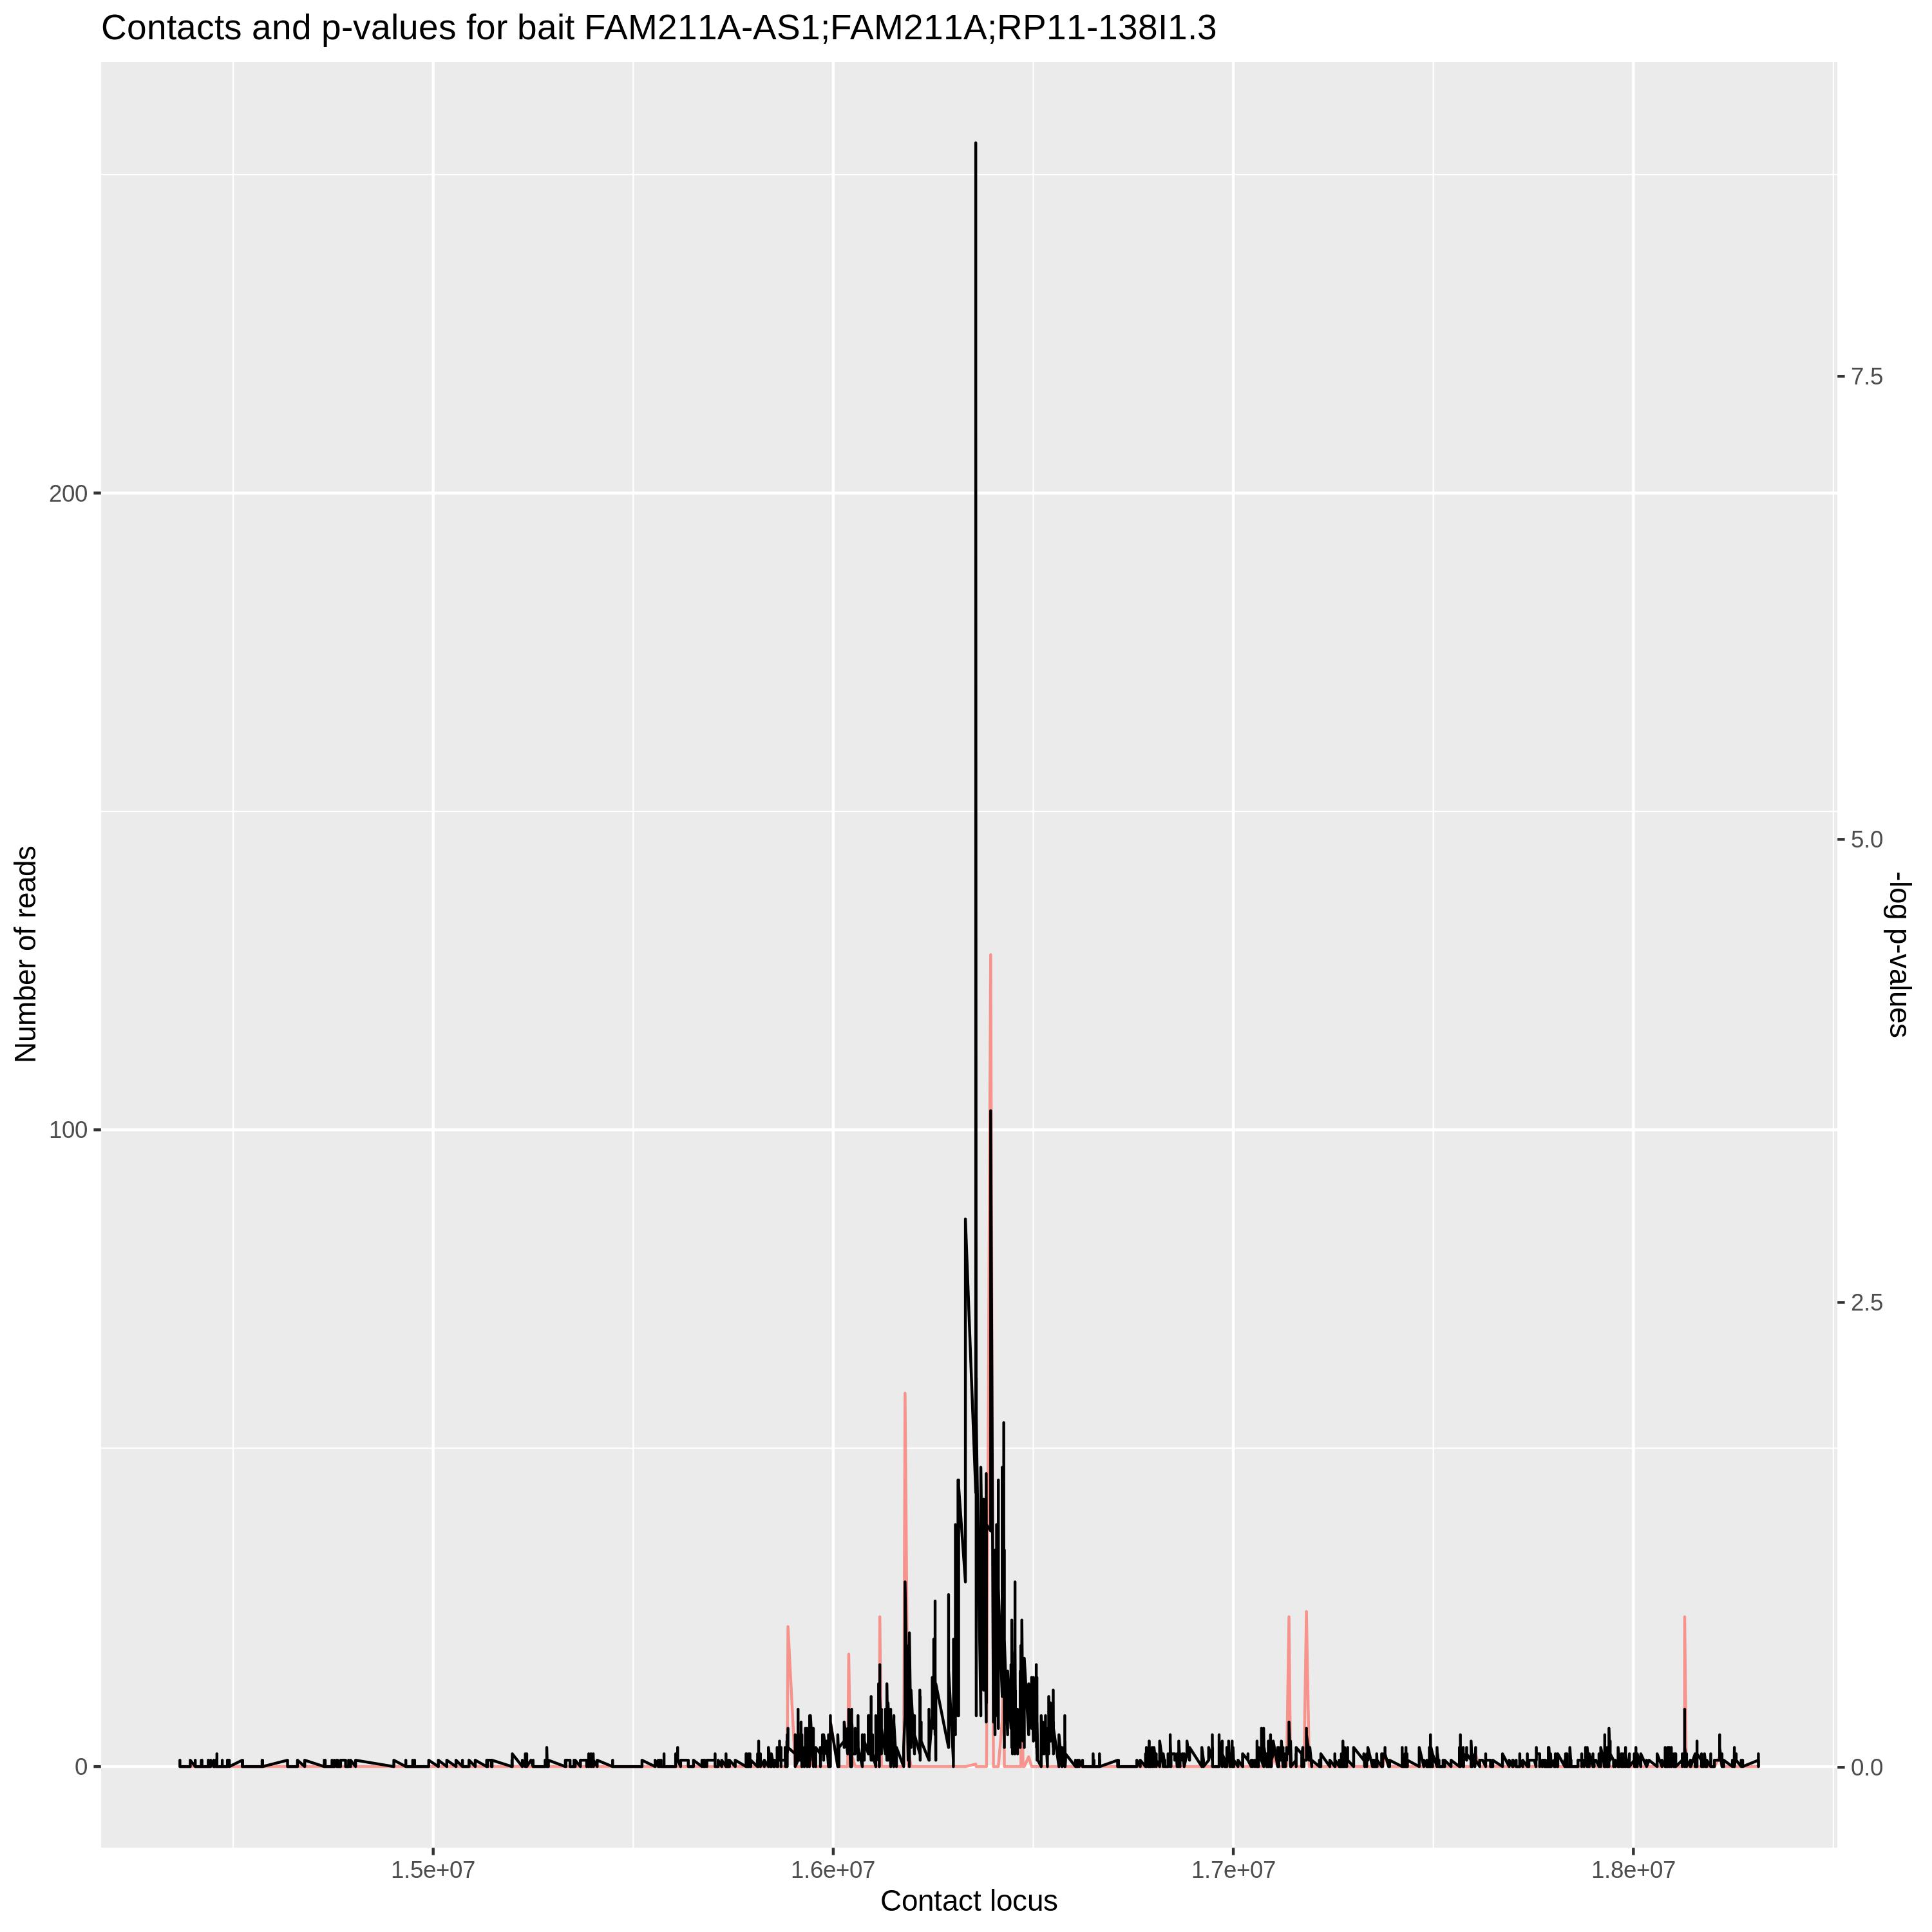 Contacts and p-values for bait FAM211A-AS1;FAM211A;RP11-138I1.3
200
100
0
Number of reads
7.5
5.0
2.5
0.0
-log p-values
1.5e+07
1.6e+07
1.7e+07
1.8e+07
Contact locus